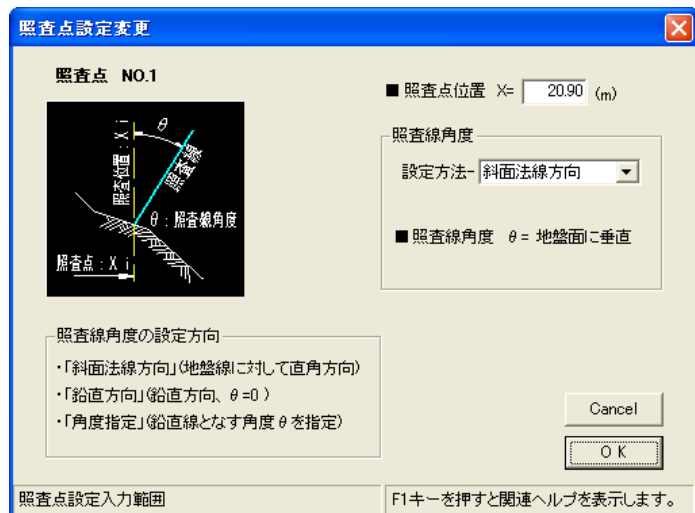 照査点設定変更
照査点 NO.1
■ 照査点位置 X= 20.90 (m)
照査位置:X i
θ
照査線
θ:照査線角度
照査点:X i
照査線角度
設定方法- 斜面法線方向
■ 照査線角度 θ= 地盤面に垂直
照査線角度の設定方向
・「斜面法線方向」(地盤線に対して直角方向)
・「鉛直方向」(鉛直方向、θ=0)
・「角度指定」(鉛直線となす角度θを指定)
Cancel
OK
照査点設定入力範囲
F1キーを押すと関連ヘルプを表示します。